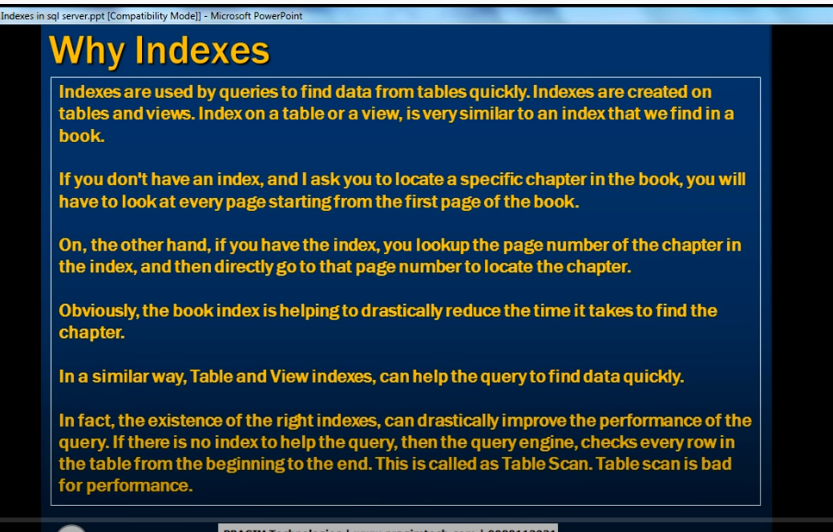 Indexes in sql server.ppt [Compatibility Mode]] - Microsoft PowerPoint
Why Indexes
Indexes are used by queries to find data from tables quickly. Indexes are created on
tables and views. Index on a table or a view, is very similar to an index that we find in a
book.
If you don't have an index, and I ask you to locate a specific chapter in the book, you will
have to look at every page starting from the first page of the book.
On, the other hand, if you have the index, you lookup the page number of the chapter in
the index, and then directly go to that page number to locate the chapter.
Obviously, the book index is helping to drastically reduce the time it takes to find the
chapter.
In a similar way, Table and View indexes, can help the query to find data quickly.
In fact, the existence of the right indexes, can drastically improve the performance of the
query. If there is no index to help the query, then the query engine, checks every row in
the table from the beginning to the end. This is called as Table Scan. Table scan is bad
for performance.